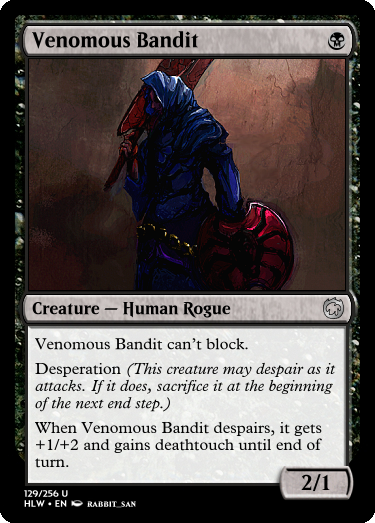 Venomous Bandit
Creature — Human Rogue
Venomous Bandit can't block.
Desperation (This creature may despair as it
attacks. If it does, sacrifice it at the beginning
of the next end step.)
When Venomous Bandit despairs, it gets
+1/+2 and gains deathtouch until end of
turn.
2/1
129/256 U
HLW • EN RABBIT_SAN